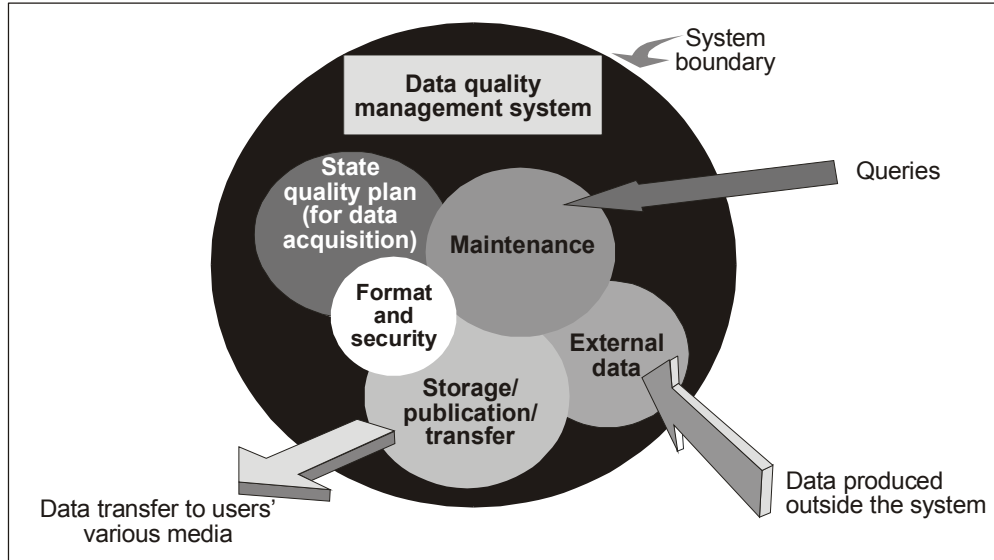 System
boundary
Data quality
management system
State
quality plan
(for data
acquisition)
Queries
Maintenance
Format
and
security
External
data
Storage/
publication/
transfer
Data produced
outside the system
Data transfer to users’
various media